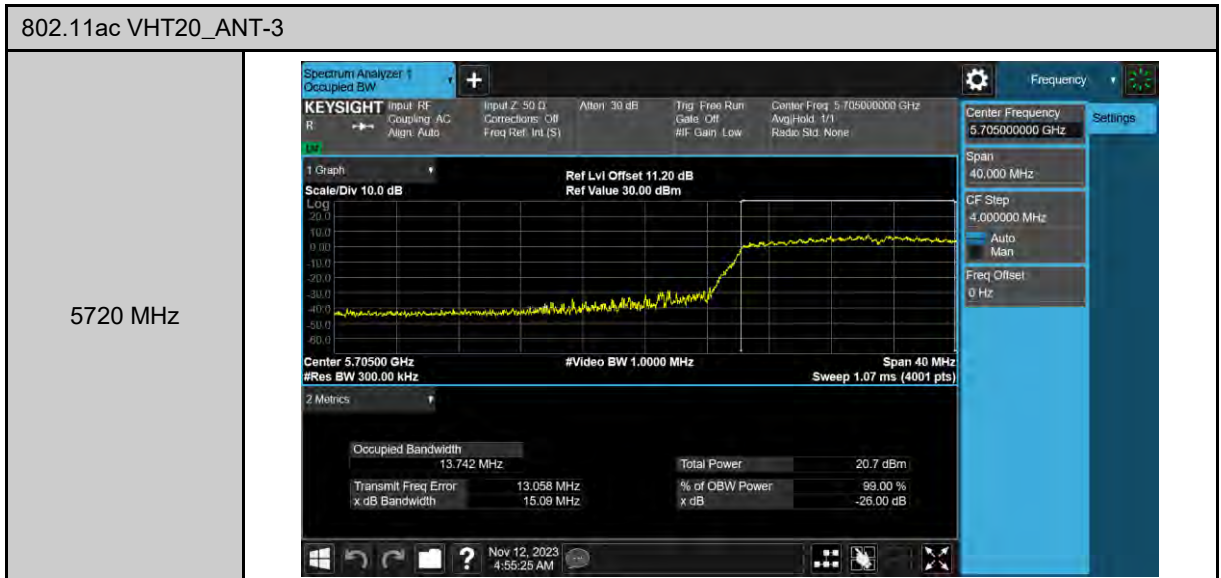 802.11ac VHT20_ANT-3
5720 MHz
Spectrum Analyzer 1
Occupied BW
Frequency
KEYSIGHT
R
Input: RF
Coupling: AC
Align: Auto
Input Z: 50 Ω
Corrections: Off
Freq Ref: Int (S)
Atten: 30 dB
Trig: Free Run
Gate: Off
#IF Gain: Low
Center Freq: 5.705000000 GHz
Avg|Hold: 1/1
Radio Std: None
Center Frequency
5.705000000 GHz
Settings
Span
40.000 MHz
CF Step
4.000000 MHz
Auto
Man
Freq Offset
0 Hz
1 Graph
Scale/Div 10.0 dB
Ref Lvl Offset 11.20 dB
Ref Value 30.00 dBm
Log
20.0
10.0
0.00
-10.0
-20.0
-30.0
-40.0
-50.0
-60.0
Center 5.70500 GHz
#Res BW 300.00 kHz
#Video BW 1.0000 MHz
Span 40 MHz
Sweep 1.07 ms (4001 pts)
2 Metrics
Occupied Bandwidth
13.742 MHz
Total Power 20.7 dBm
Transmit Freq Error 13.058 MHz
% of OBW Power 99.00 %
x dB Bandwidth 15.09 MHz
x dB -26.00 dB
?
Nov 12, 2023
4:55:25 AM